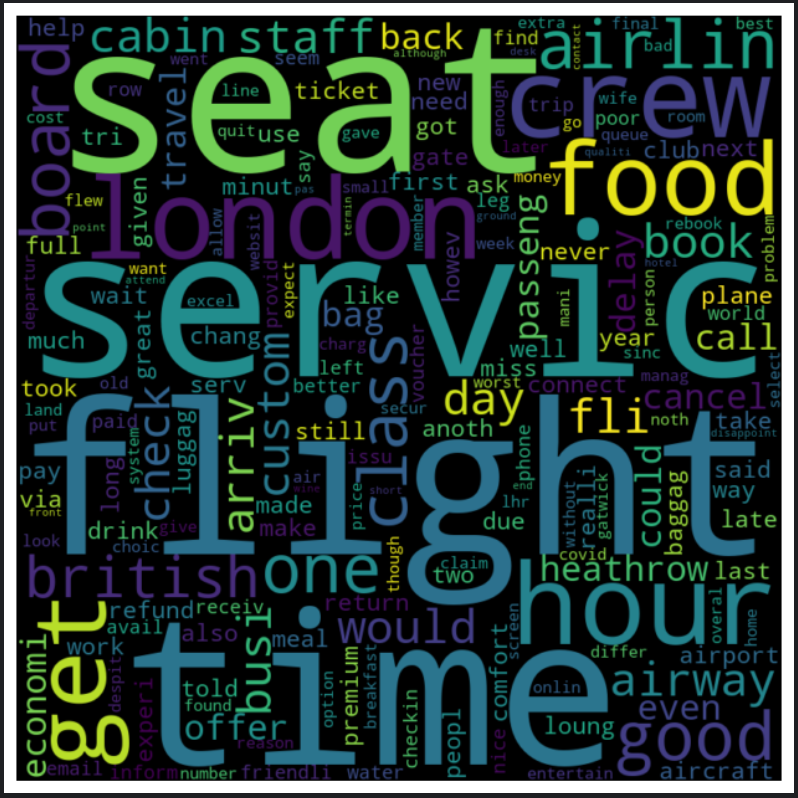 help
cabin
staff
back
find
extra
final
best
airlin
bad
contact
although
desk
went
seem
seat
board
row
line
ticket
new
need
enough
trip
wife
room
crew
cost
tri
travel
quit
use
gave
got
go
poor
queue
later
qualiti
club
next
say
gate
flew
given
minut
pas
small
first
ask
money
food
point
london
allow
websit
termin
member
leg
ground
week
full
howev
passeng
never
delay
rebook
book
hotel
problem
departur
want
attend
provid
expect
servic
wait
excel
like
mani
person
plane
world
much
great
chang
bag
charg
voucher
well
year
sinc
call
custom
left
miss
took
old
serv
better
class
day
worst
connect
manag
cancel
select
land
put
paid
check
luggag
arriv
secur
still
anoth
fli
noth
take
disappoint
flight
pay
long
system
air
issu
phone
said
via
front
wine
price
short
lhr
end
without
realli
gatwick
could
baggag
way
made
look
drink
give
make
due
late
choic
though
covid
british
one
two
claim
heathrow
last
hour
get
refund
receiv
return
avail
also
busi
meal
would
screen
overal
home
work
economi
despit
time
breakfast
comfort
differ
airport
experi
told
found
option
premium
onlin
airway
offer
checkin
peopl
nice
loung
even
reason
good
email
inform
number
friendli
water
entertain
aircraft